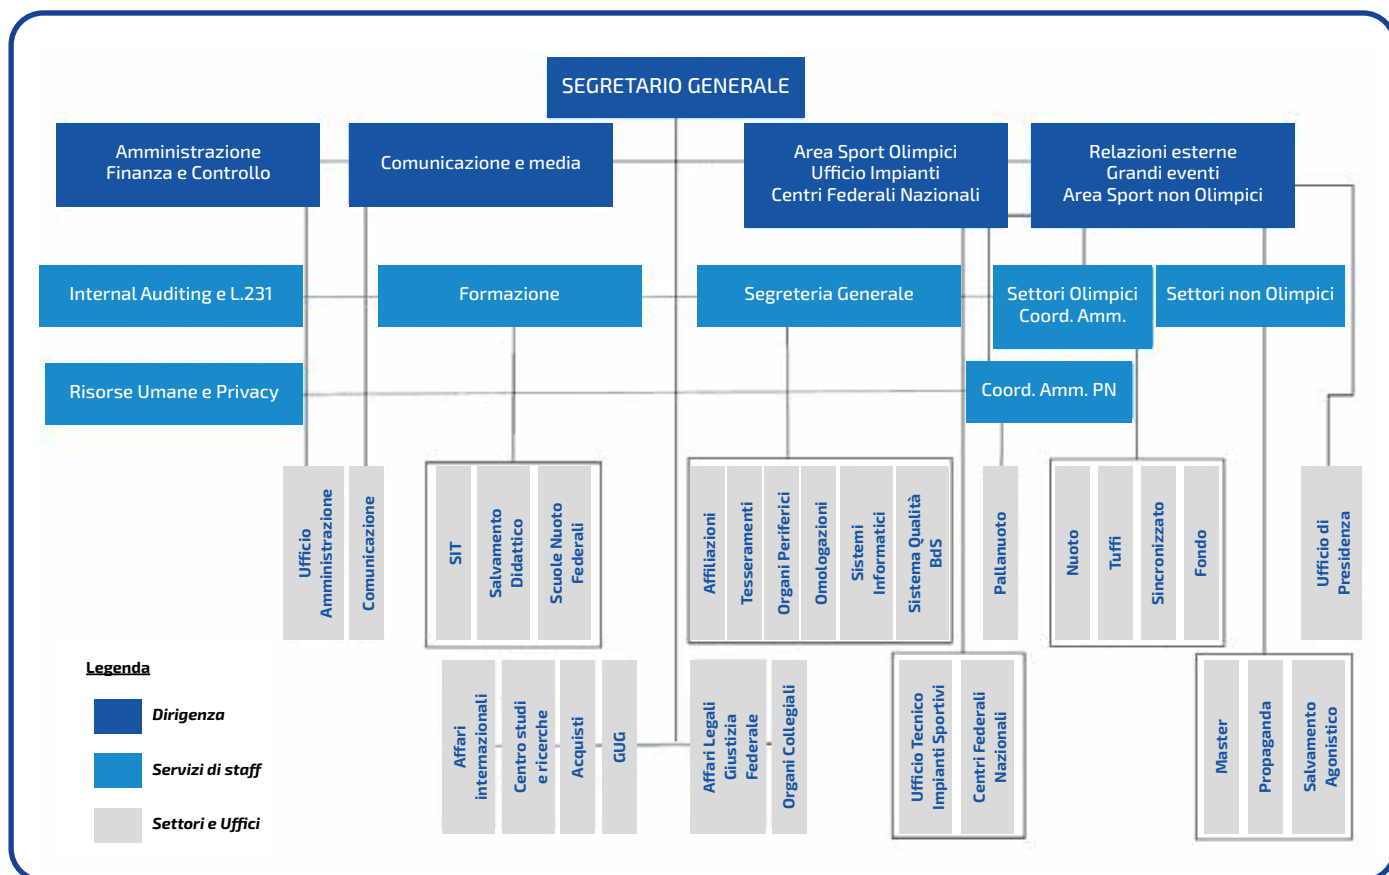 SEGRETARIO GENERALE
Amministrazione
Finanza e Controllo
Comunicazione e media
Area Sport Olimpici
Ufficio Impianti
Centri Federali Nazionali
Relazioni esterne
Grandi eventi
Area Sport non Olimpici
Internal Auditing e L.231
Formazione
Segreteria Generale
Settori Olimpici
Coord. Amm.
Settori non Olimpici
Risorse Umane e Privacy
Coord. Amm. PN
Ufficio
Amministrazione
Comunicazione
SIT
Salvamento
Didattico
Scuole Nuoto
Federali
Affiliazioni
Tesseramenti
Organi Periferici
Omologazioni
Sistemi
Informatici
Sistema Qualità
BdS
Pallanuoto
Nuoto
Tuffi
Sincronizzato
Fondo
Ufficio di
Presidenza
Affari
internazionali
Centro studi
e ricerche
Acquisti
GUG
Affari Legali
Giustizia
Federale
Organi Collegiali
Ufficio Tecnico
Impianti Sportivi
Centri Federali
Nazionali
Master
Propaganda
Salvamento
Agonistico
Legenda
Dirigenza
Servizi di staff
Settori e Uffici